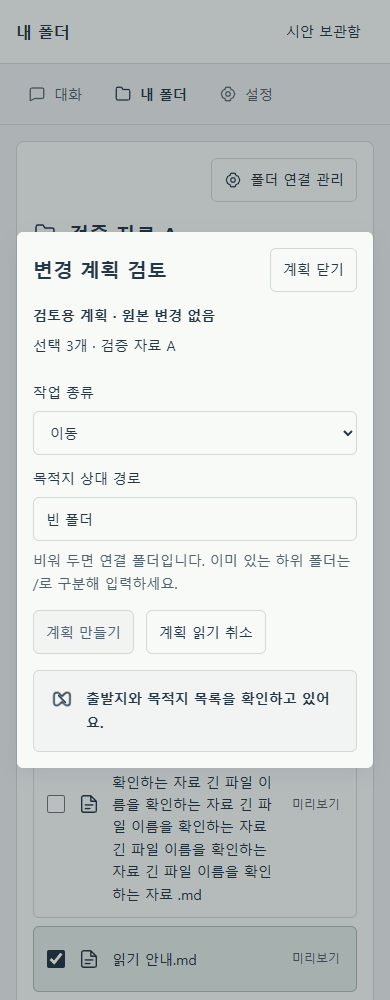 내 폴더
시안 보관함
대화
내 폴더
설정
폴더 연결 관리
검증 자료 A
변경 계획 검토
계획 닫기
검토용 계획 · 원본 변경 없음
선택 3개 · 검증 자료 A
작업 종류
이동
목적지 상대 경로
빈 폴더
비워 두면 연결 폴더입니다. 이미 있는 하위 폴더는
/로 구분해 입력하세요.
계획 만들기
계획 읽기 취소
출발지와 목적지 목록을 확인하고 있어
요.
확인하는 자료 긴 파일 이
름을 확인하는 자료 긴 파
일 이름을 확인하는 자료
긴 파일 이름을 확인하는
자료 긴 파일 이름을 확인
하는 자료 .md
미리보기
읽기 안내.md
미리보기